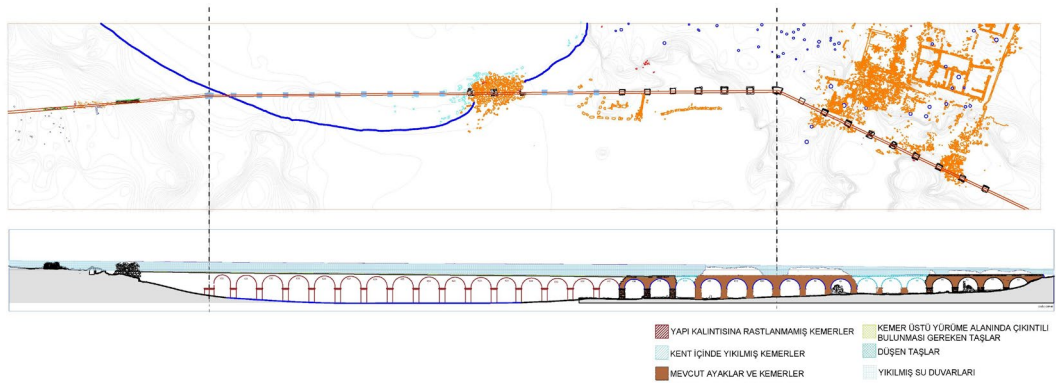 YAPI KALINTISINA RASTLANMAMIŞ KEMERLER
KENT İÇİNDE YIKILMIŞ KEMERLER
MEVCUT AYAKLAR VE KEMERLER
KEMER ÜSTÜ YÜRÜME ALANINDA ÇIKINTILI
BULUNMASI GEREKEN TAŞLAR
DÜŞEN TAŞLAR
YIKILMIŞ SU DUVARLARI